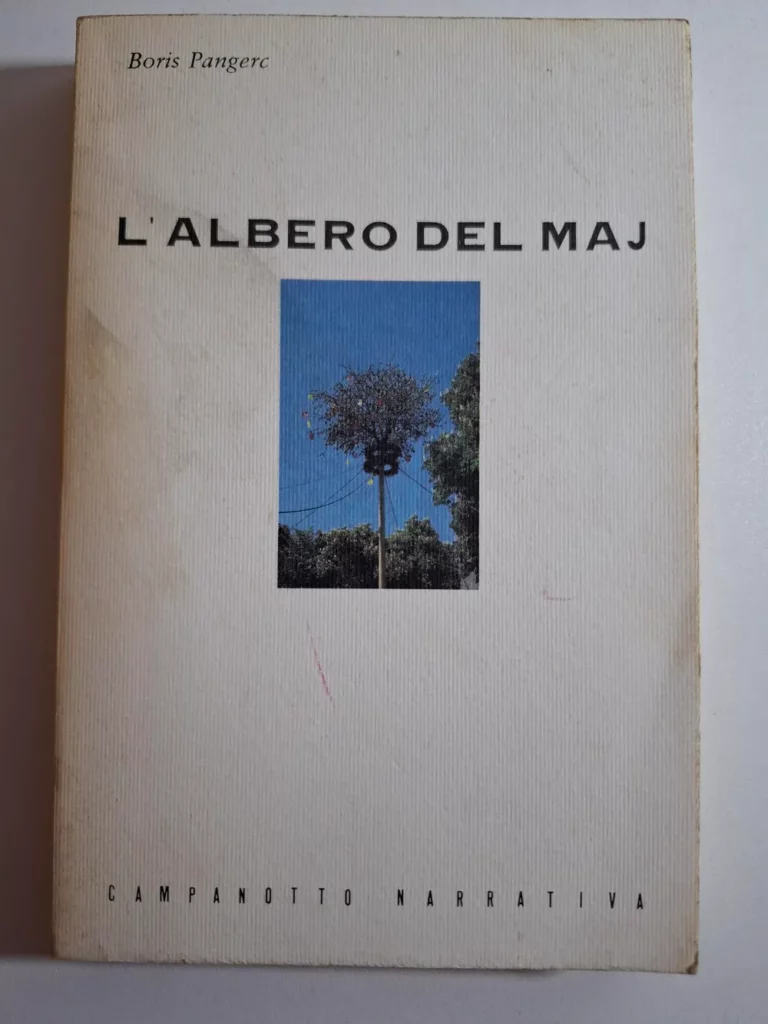 Boris Pangerc
L'ALBERO DEL MAJ
CAMPANOTTO NARRATIVA